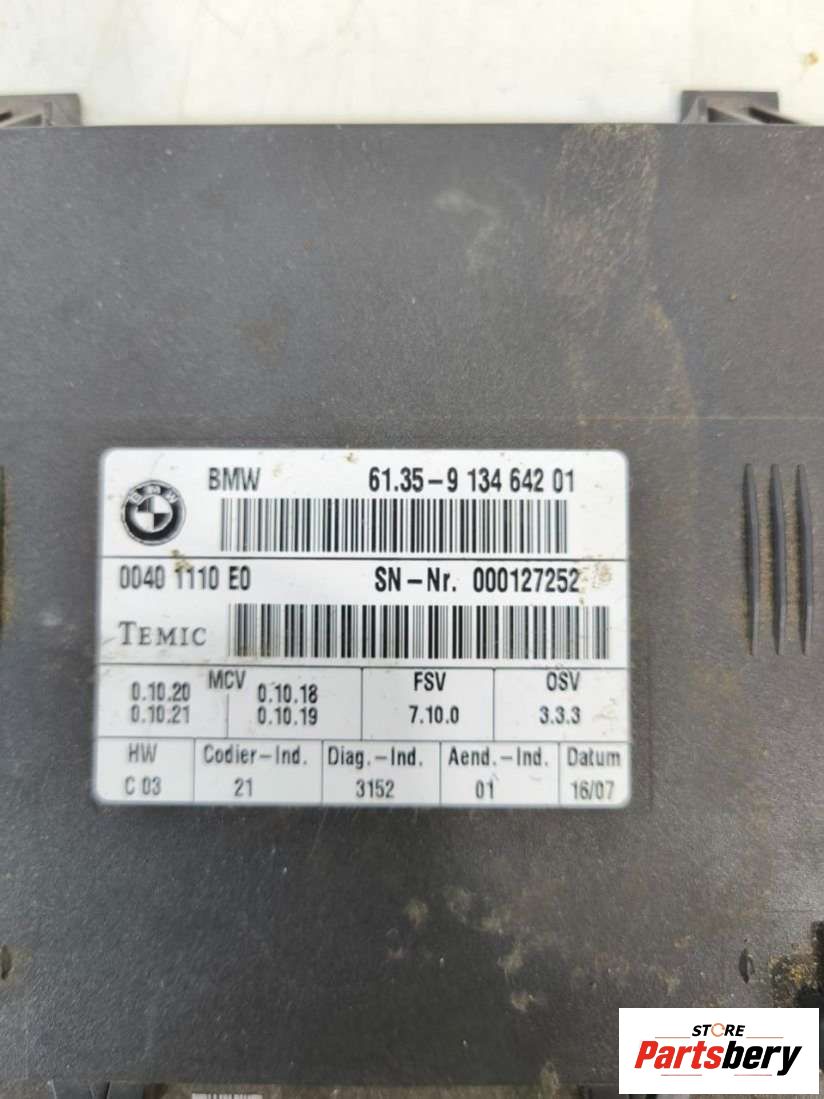 BMW 61.35-9 134 642 01
BMW
0040 1110 E0 SN-Nr. 000127252
TEMIC
MCV FSV OSV
0.10.20 0.10.18
0.10.21 0.10.19 7.10.0 3.3.3
HW Codier-Ind. Diag.-Ind. Aend.-Ind. Datum
C 03 21 3152 01 16/07
STORE
Partsbery